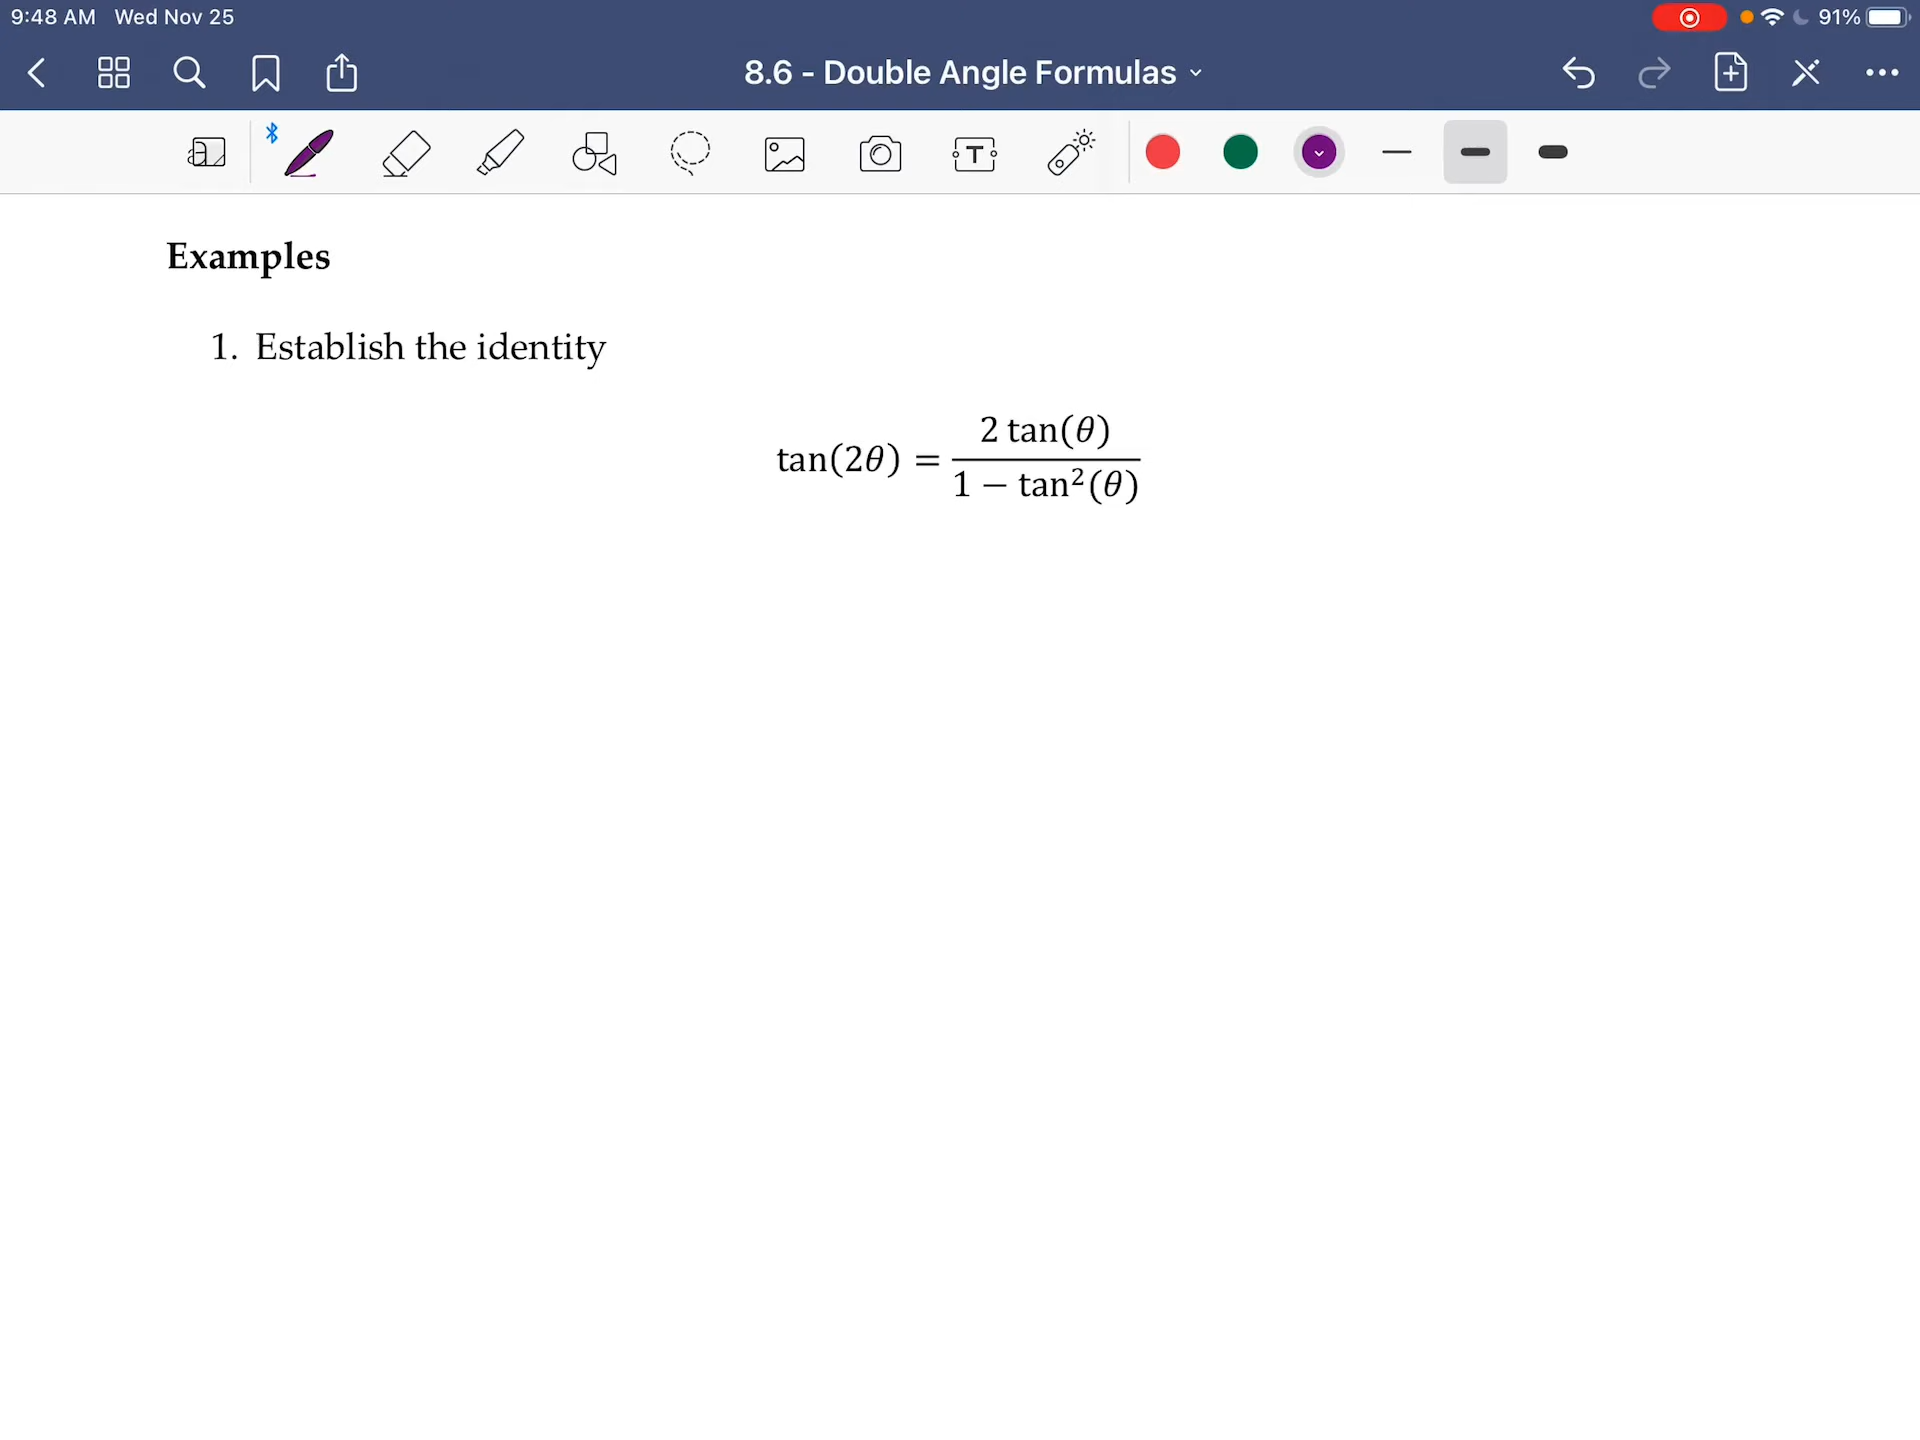 9:48 AM Wed Nov 25
91%
8.6 - Double Angle Formulas
a
T
Examples
1. Establish the identity
tan(2θ) = 2 tan(θ) / 1 − tan²(θ)